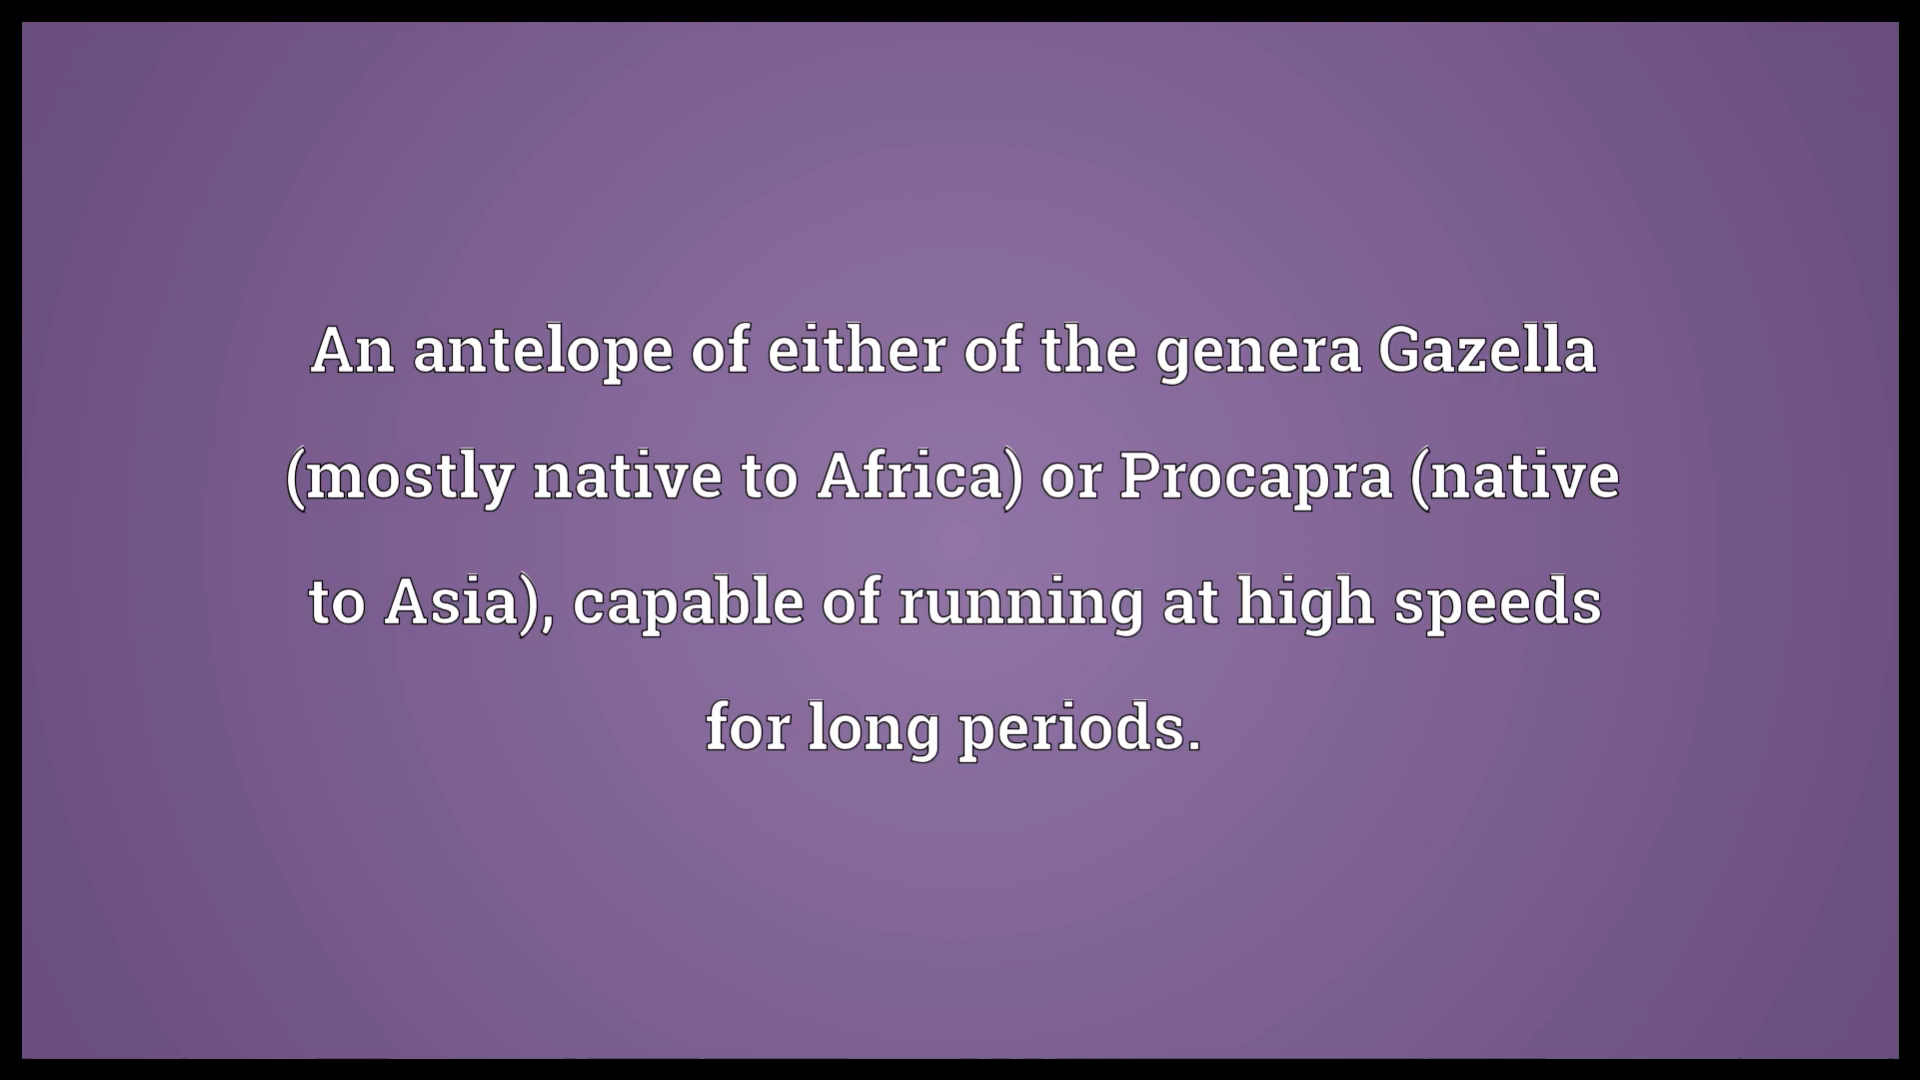 An antelope of either of the genera Gazella
(mostly native to Africa) or Procapra (native
to Asia), capable of running at high speeds
for long periods.